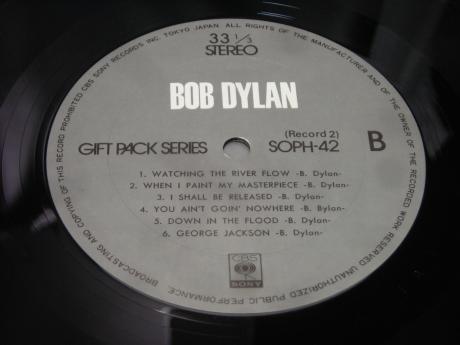 33 1/3
STEREO
BOB DYLAN
GIFT PACK SERIES
(Record 2)
SOPH-42
B
1. WATCHING THE RIVER FLOW -B. Dylan-
2. WHEN I PAINT MY MASTERPIECE -B. Dylan-
3. I SHALL BE RELEASED -B. Dylan-
4. YOU AIN'T GOIN' NOWHERE -B. Bylan-
5. DOWN IN THE FLOOD -B. Dylan-
6. GEORGE JACKSON -B. Dylan-
CBS
SONY
CBS SONY RECORDS INC. TOKYO JAPAN ALL RIGHTS OF THE MANUFACTURER AND OF THE OWNER OF THE RECORDED WORK RESERVED UNAUTHORIZED PUBLIC PERFORMANCE BROADCASTING AND COPYING OF THIS RECORD PROHIBITED